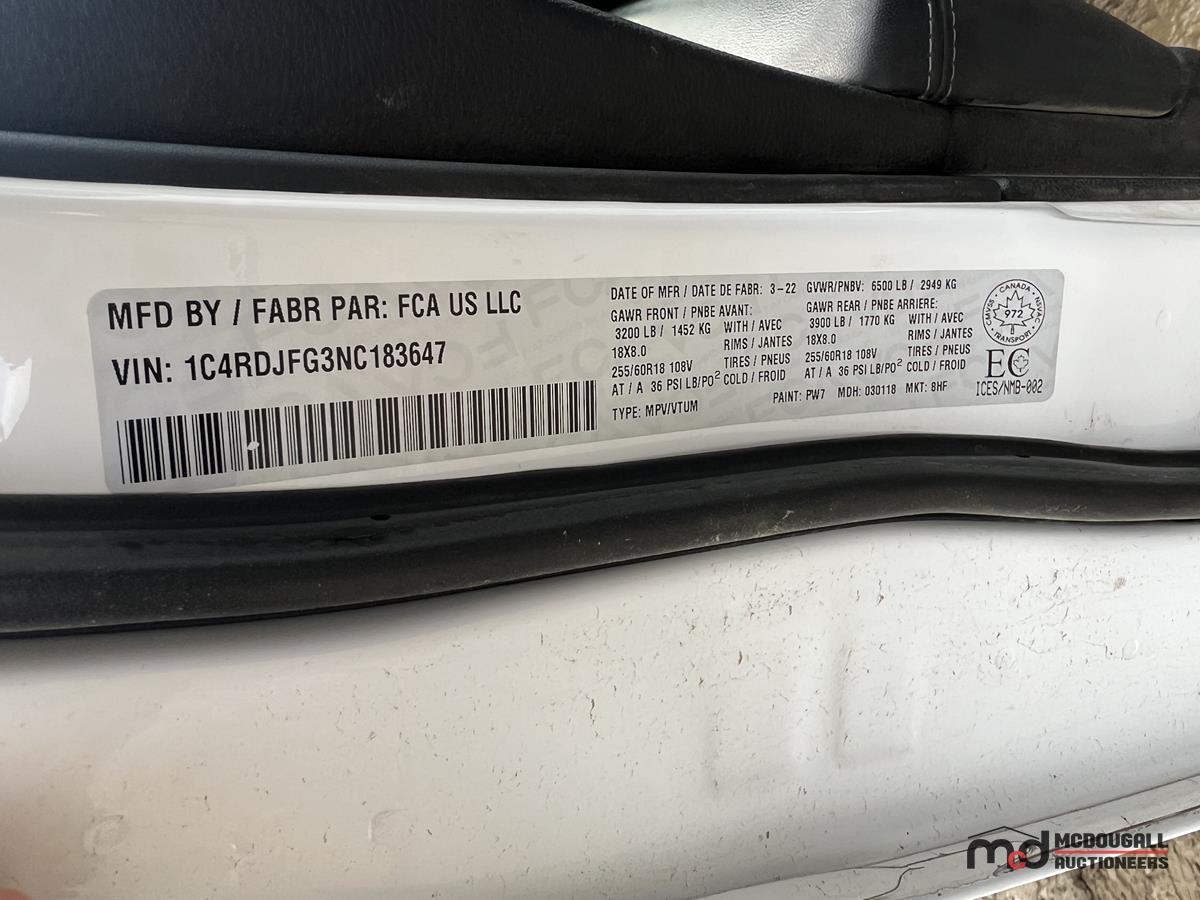 MFD BY / FABR PAR: FCA US LLC
VIN: 1C4RDJFG3NC183647
DATE OF MFR / DATE DE FABR: 3-22 GVWR/PNBV: 6500 LB / 2949 KG
GAWR FRONT / PNBE AVANT: GAWR REAR / PNBE ARRIERE:
3200 LB / 1452 KG WITH / AVEC 3900 LB / 1770 KG WITH / AVEC
18X8.0 RIMS / JANTES 18X8.0 RIMS / JANTES
255/60R18 108V TIRES / PNEUS 255/60R18 108V TIRES / PNEUS
AT / A 36 PSI LB/PO² COLD / FROID AT / A 36 PSI LB/PO² COLD / FROID
TYPE: MPV/VTUM PAINT: PW7 MDH: 030118 MKT: 8HF
CANADA
CMVSS 972 NSVAC
TRANSPORT
EC
ICES/NMB-002
mcd MCDOUGALL
AUCTIONEERS